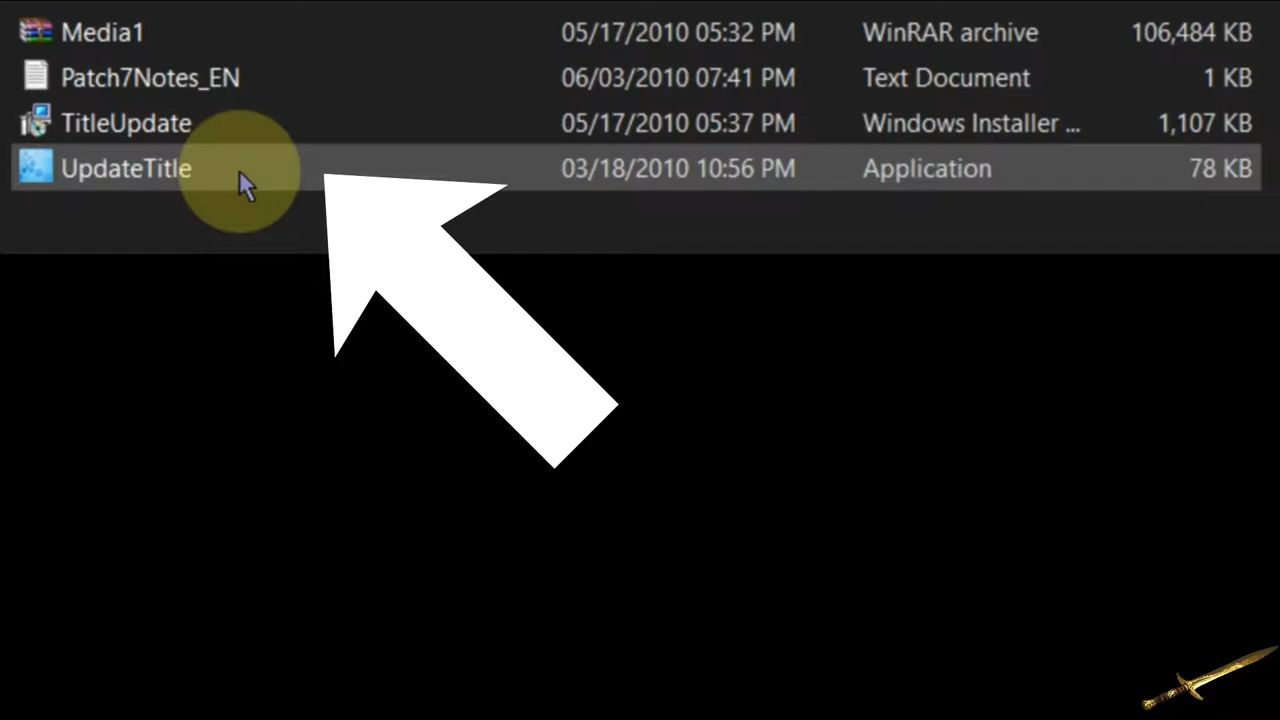 Media1 05/17/2010 05:32 PM WinRAR archive 106,484 KB
Patch7Notes_EN 06/03/2010 07:41 PM Text Document 1 KB
TitleUpdate 05/17/2010 05:37 PM Windows Installer ... 1,107 KB
UpdateTitle 03/18/2010 10:56 PM Application 78 KB